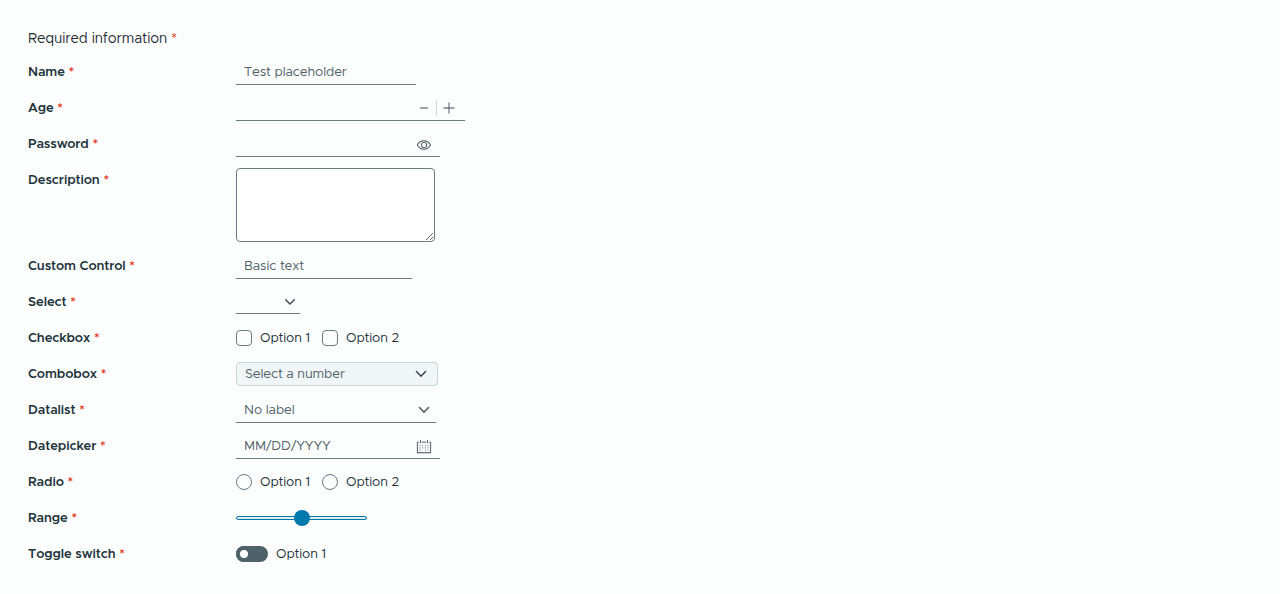 Required information *
Name * Test placeholder
Age *
Password *
Description *
Custom Control * Basic text
Select *
Checkbox * Option 1 Option 2
Combobox * Select a number
Datalist * No label
Datepicker * MM/DD/YYYY
Radio * Option 1 Option 2
Range *
Toggle switch * Option 1